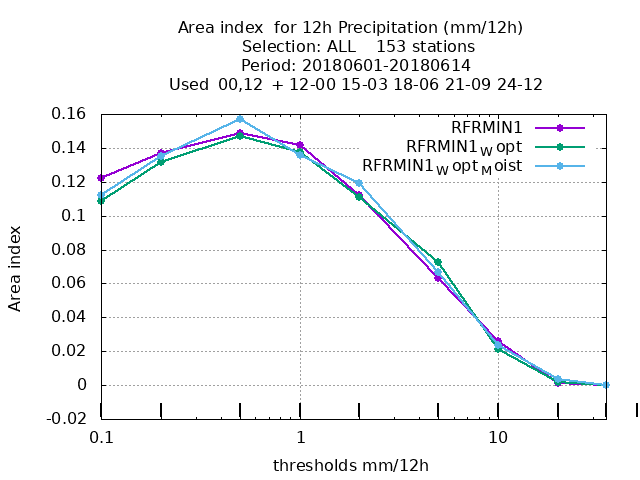 Area index  for 12h Precipitation (mm/12h)
Selection: ALL    153 stations
Period: 20180601-20180614
Used  00,12  + 12-00 15-03 18-06 21-09 24-12
0.16
RFRMIN1
0.14
RFRMIN1Wopt
RFRMIN1WoptMoist
0.12
0.1
0.08
0.06
0.04
0.02
0
-0.02
Area index
0.1
1
10
thresholds mm/12h